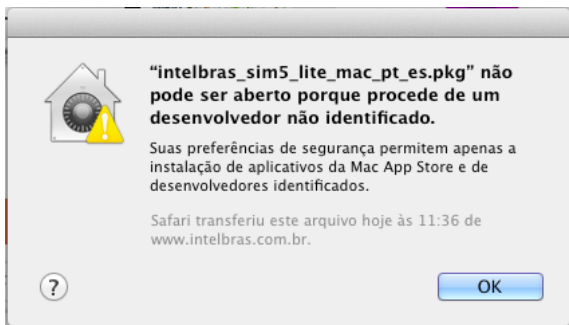 “intelbras_sim5_lite_mac_pt_es.pkg” não
pode ser aberto porque procede de um
desenvolvedor não identificado.
Suas preferências de segurança permitem apenas a
instalação de aplicativos da Mac App Store e de
desenvolvedores identificados.
Safari transferiu este arquivo hoje às 11:36 de
www.intelbras.com.br.
?
OK